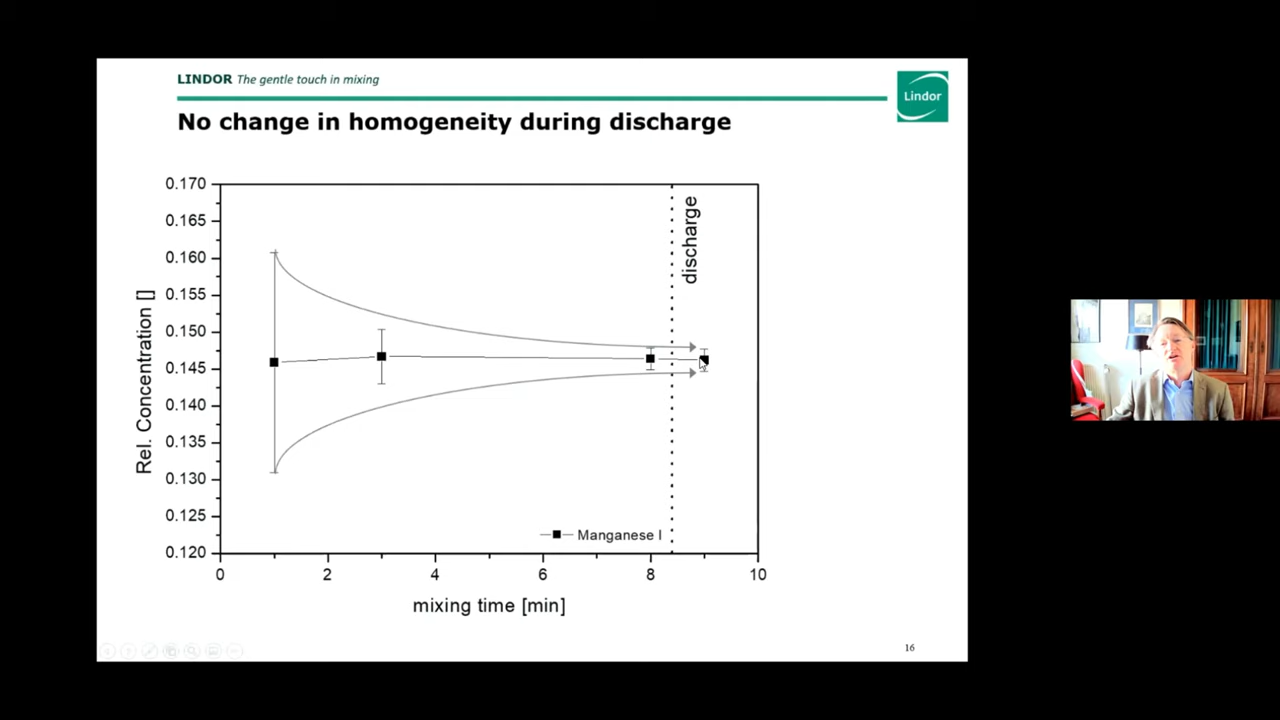 LINDOR The gentle touch in mixing
Lindor
No change in homogeneity during discharge
0.170
0.165
0.160
0.155
0.150
0.145
0.140
0.135
0.130
0.125
0.120
Rel. Concentration []
discharge
Manganese I
0 2 4 6 8 10
mixing time [min]
16